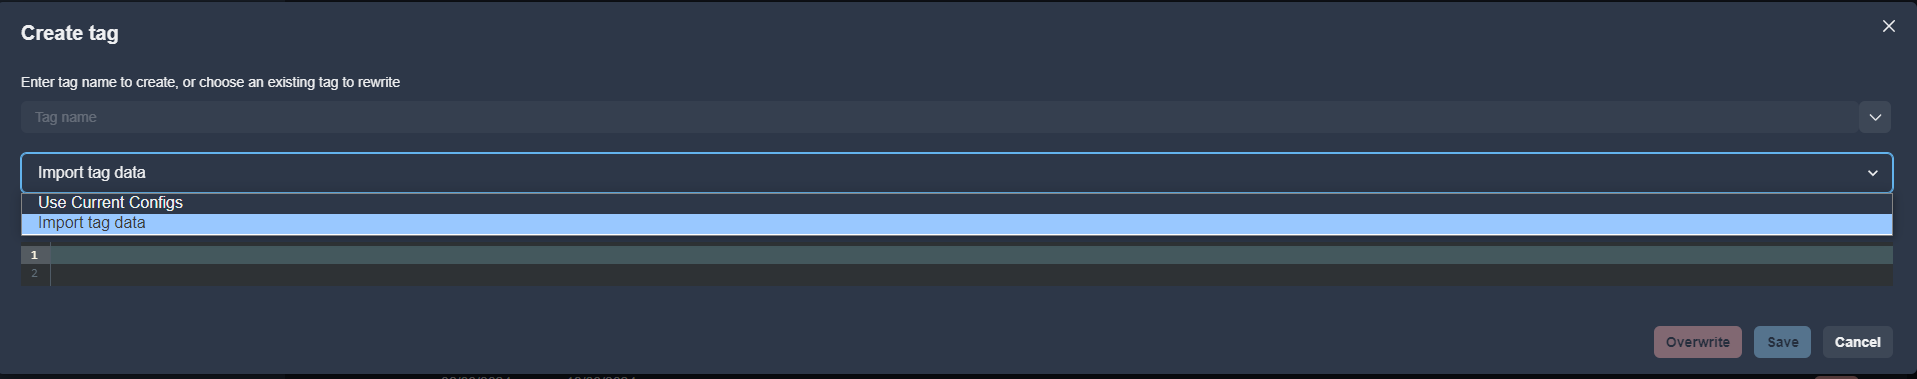 Create tag
Enter tag name to create, or choose an existing tag to rewrite
Tag name
Import tag data
Use Current Configs
Import tag data
1
2
Overwrite Save Cancel